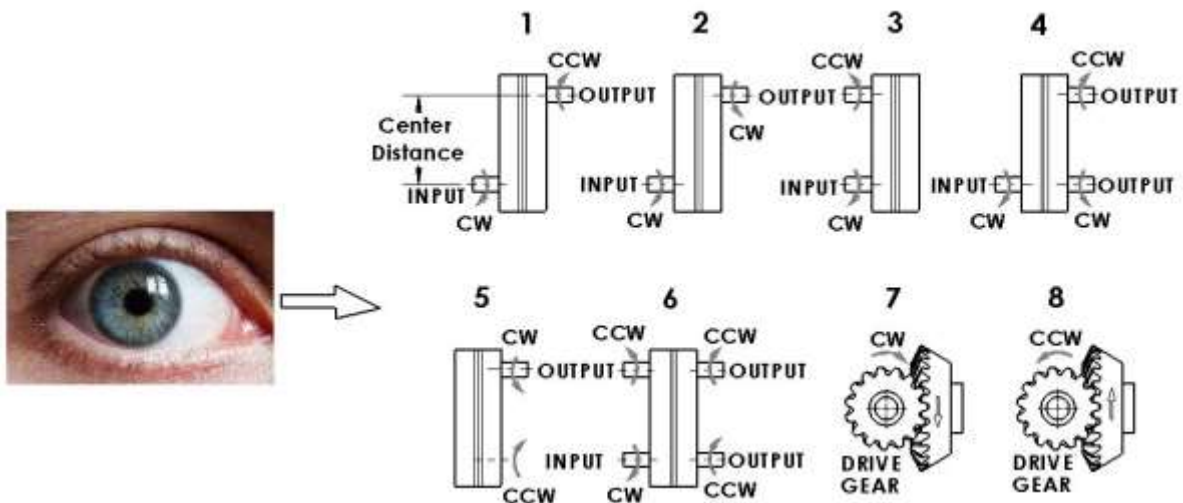 1 2 3 4
CCW CCW CCW
OUTPUT OUTPUT OUTPUT
Center
Distance
CW
INPUT INPUT INPUT INPUT OUTPUT
CW CW CW CW CW
5 6 7 8
CW CCW CCW CW CCW
OUTPUT OUTPUT
INPUT OUTPUT
CCW CW CCW
DRIVE
GEAR
DRIVE
GEAR